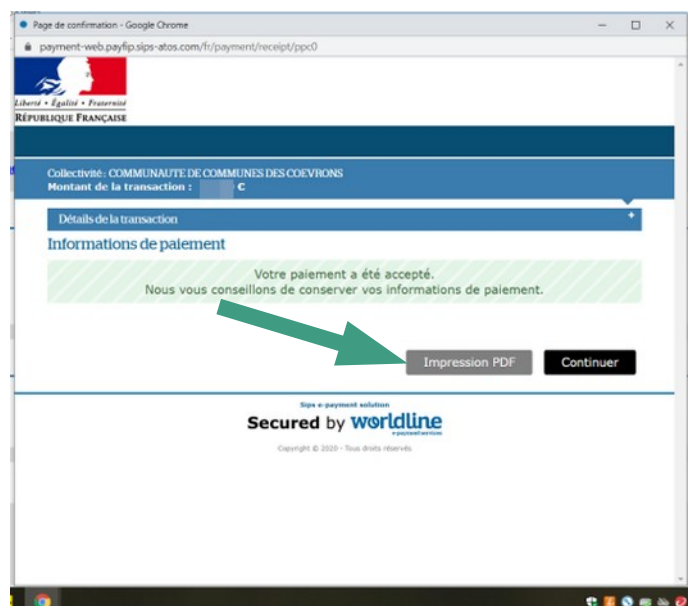 Page de confirmation - Google Chrome
payment-web.payfip.sips-atos.com/fr/payment/receipt/ppc0
Liberté • Égalité • Fraternité
RÉPUBLIQUE FRANÇAISE
Collectivité : COMMUNAUTE DE COMMUNES DES COEVRONS
Montant de la transaction : €
Détails de la transaction +
Informations de paiement
Votre paiement a été accepté.
Nous vous conseillons de conserver vos informations de paiement.
Impression PDF Continuer
Sips e-payment solution
Secured by worldline
e-payment services
Copyright © 2020 - Tous droits réservés